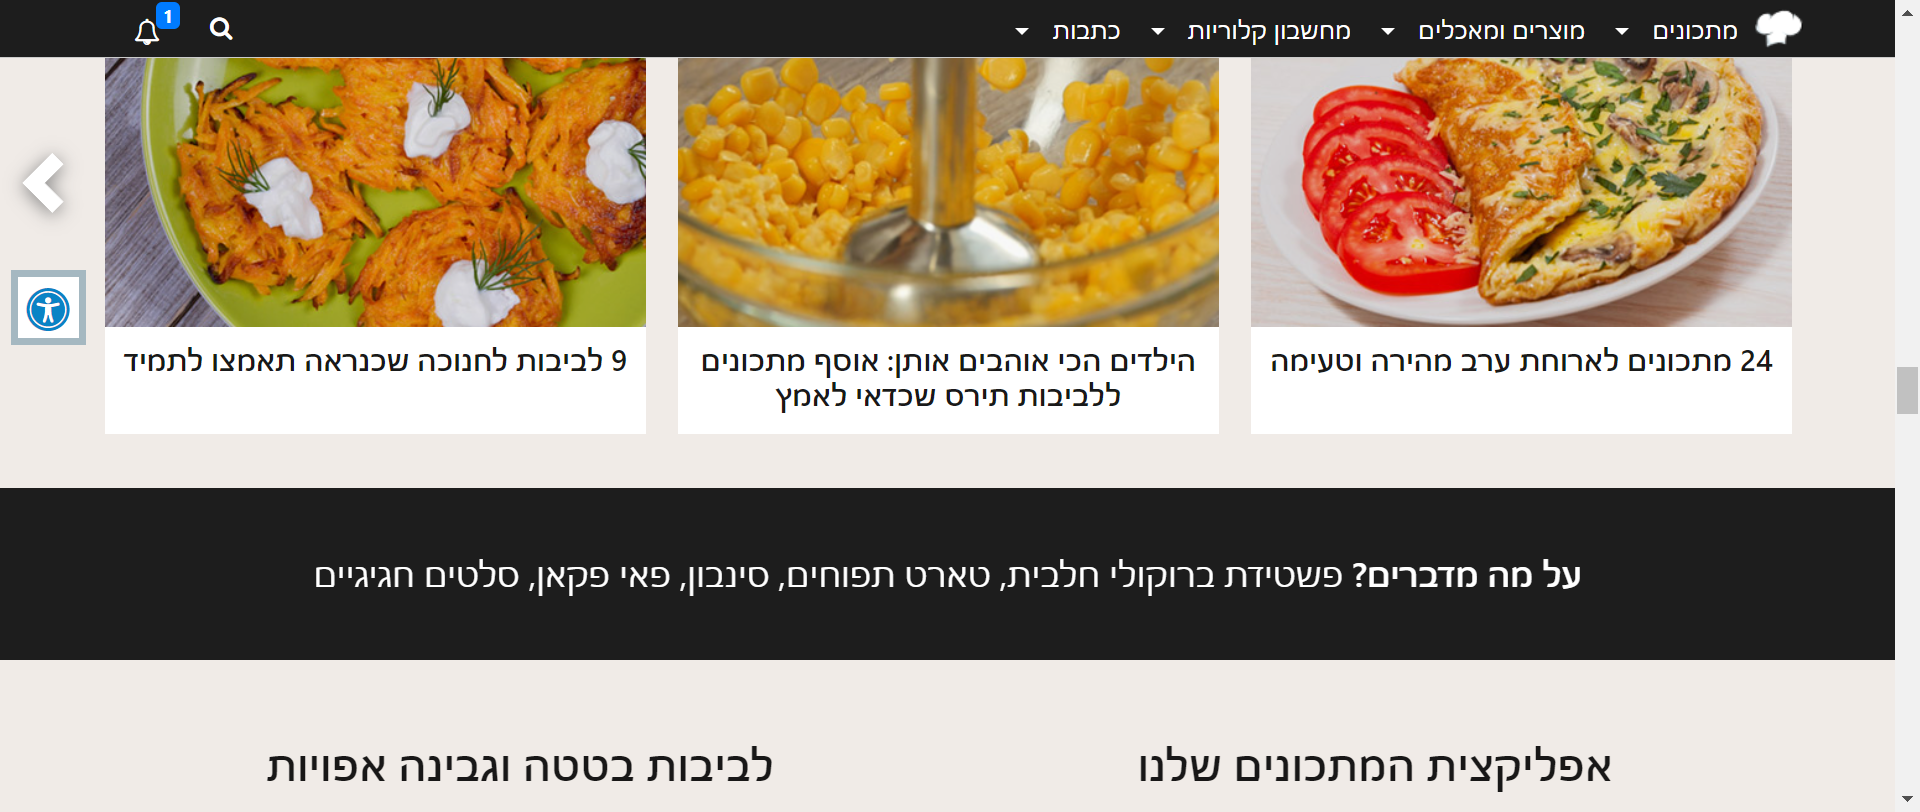 מתכונים
מוצרים ומאכלים
מחשבון קלוריות
כתבות
1
24 מתכונים לארוחת ערב מהירה וטעימה
הילדים הכי אוהבים אותן: אוסף מתכונים
ללביבות תירס שכדאי לאמץ
9 לביבות לחנוכה שכנראה תאמצו לתמיד
על מה מדברים? פשטידת ברוקולי חלבית, טארט תפוחים, סינבון, פאי פקאן, סלטים חגיגיים
אפליקצית המתכונים שלנו
לביבות בטטה וגבינה אפויות